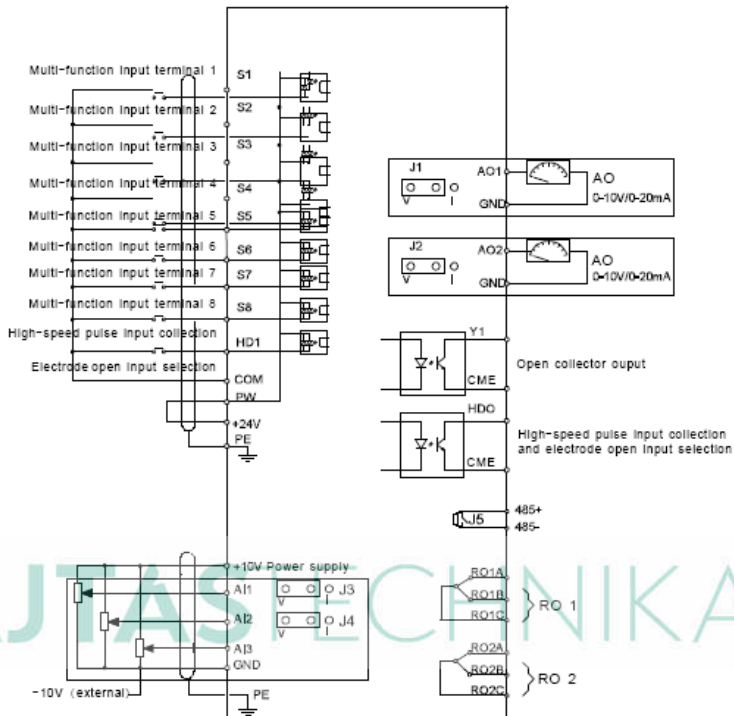 Multi-function input terminal 1
S1
Multi-function input terminal 2
S2
Multi-function input terminal 3
S3
Multi-function input terminal 4
S4
Multi-function input terminal 5
S5
Multi-function input terminal 6
S6
Multi-function input terminal 7
S7
Multi-function input terminal 8
S8
High-speed pulse input collection
HD1
Electrode open input selection
COM
PW
+24V
PE
J1
V
I
AO1
GND
AO
0-10V/0-20mA
J2
V
I
AO2
GND
AO
0-10V/0-20mA
Y1
CME
Open collector ouput
HDO
CME
High-speed pulse input collection
and electrode open input selection
J5
485+
485-
+10V Power supply
AI1
J3
V
I
AI2
J4
V
I
AI3
GND
-10V (external)
PE
RO1A
RO1B
RO1C
RO 1
RO2A
RO2B
RO2C
RO 2
JTASTECHNIKA